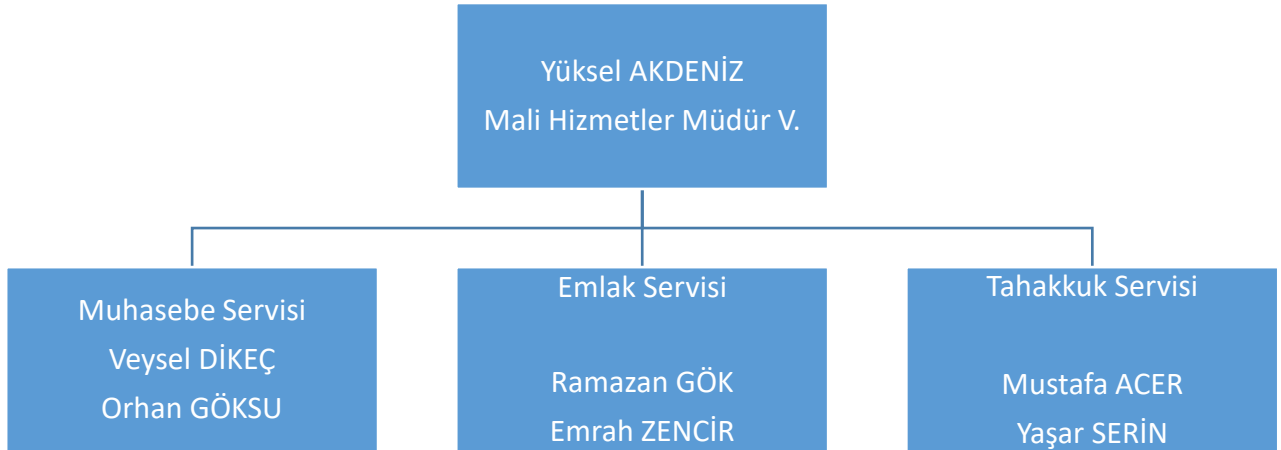 Yüksel AKDENİZ
Mali Hizmetler Müdür V.
Muhasebe Servisi
Veysel DİKEÇ
Orhan GÖKSU
Emlak Servisi
Ramazan GÖK
Emrah ZENCİR
Tahakkuk Servisi
Mustafa ACER
Yaşar SERİN